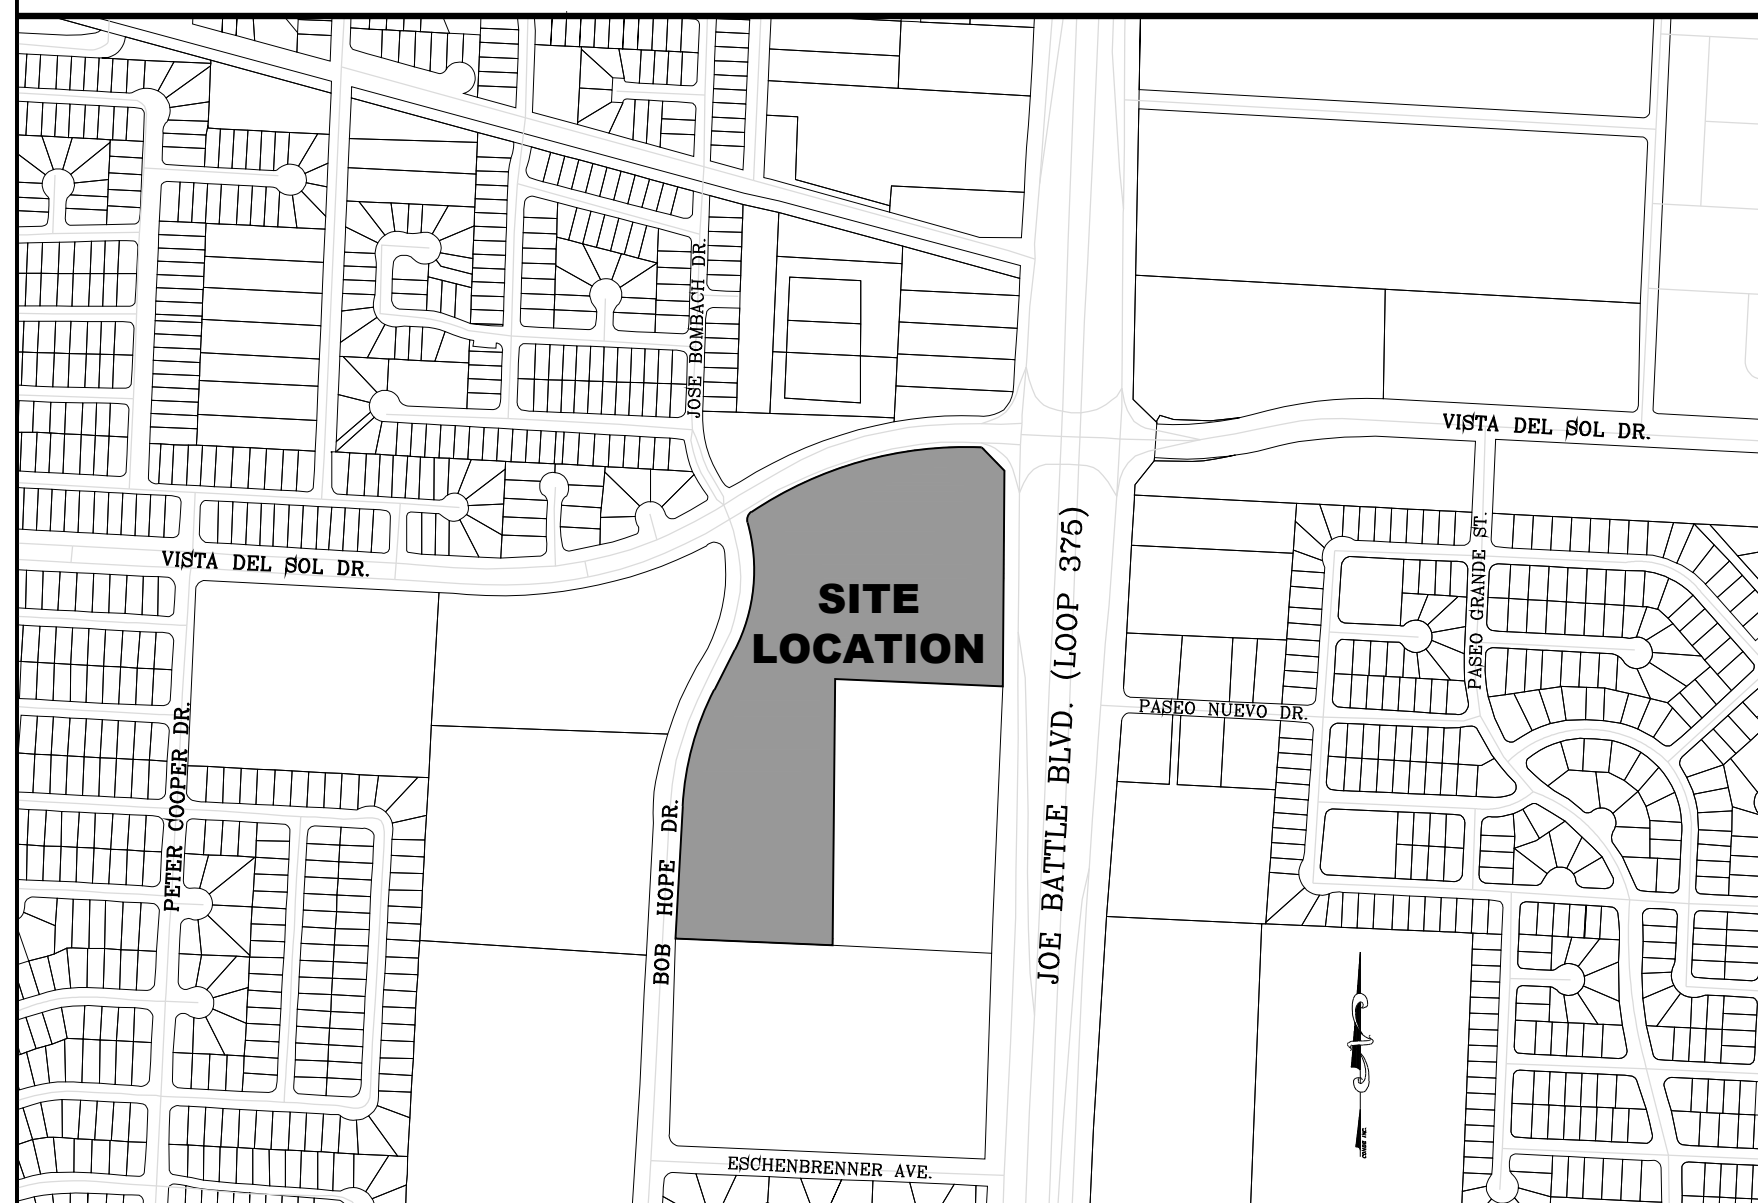 JOSE BOMBACH DR.
VISTA DEL SOL DR.
VISTA DEL SOL DR.
SITE
LOCATION
JOE BATTLE BLVD. (LOOP 375)
PASEO GRANDE ST.
PASEO NUEVO DR.
PETER COOPER DR.
BOB HOPE DR.
ESCHENBRENNER AVE.